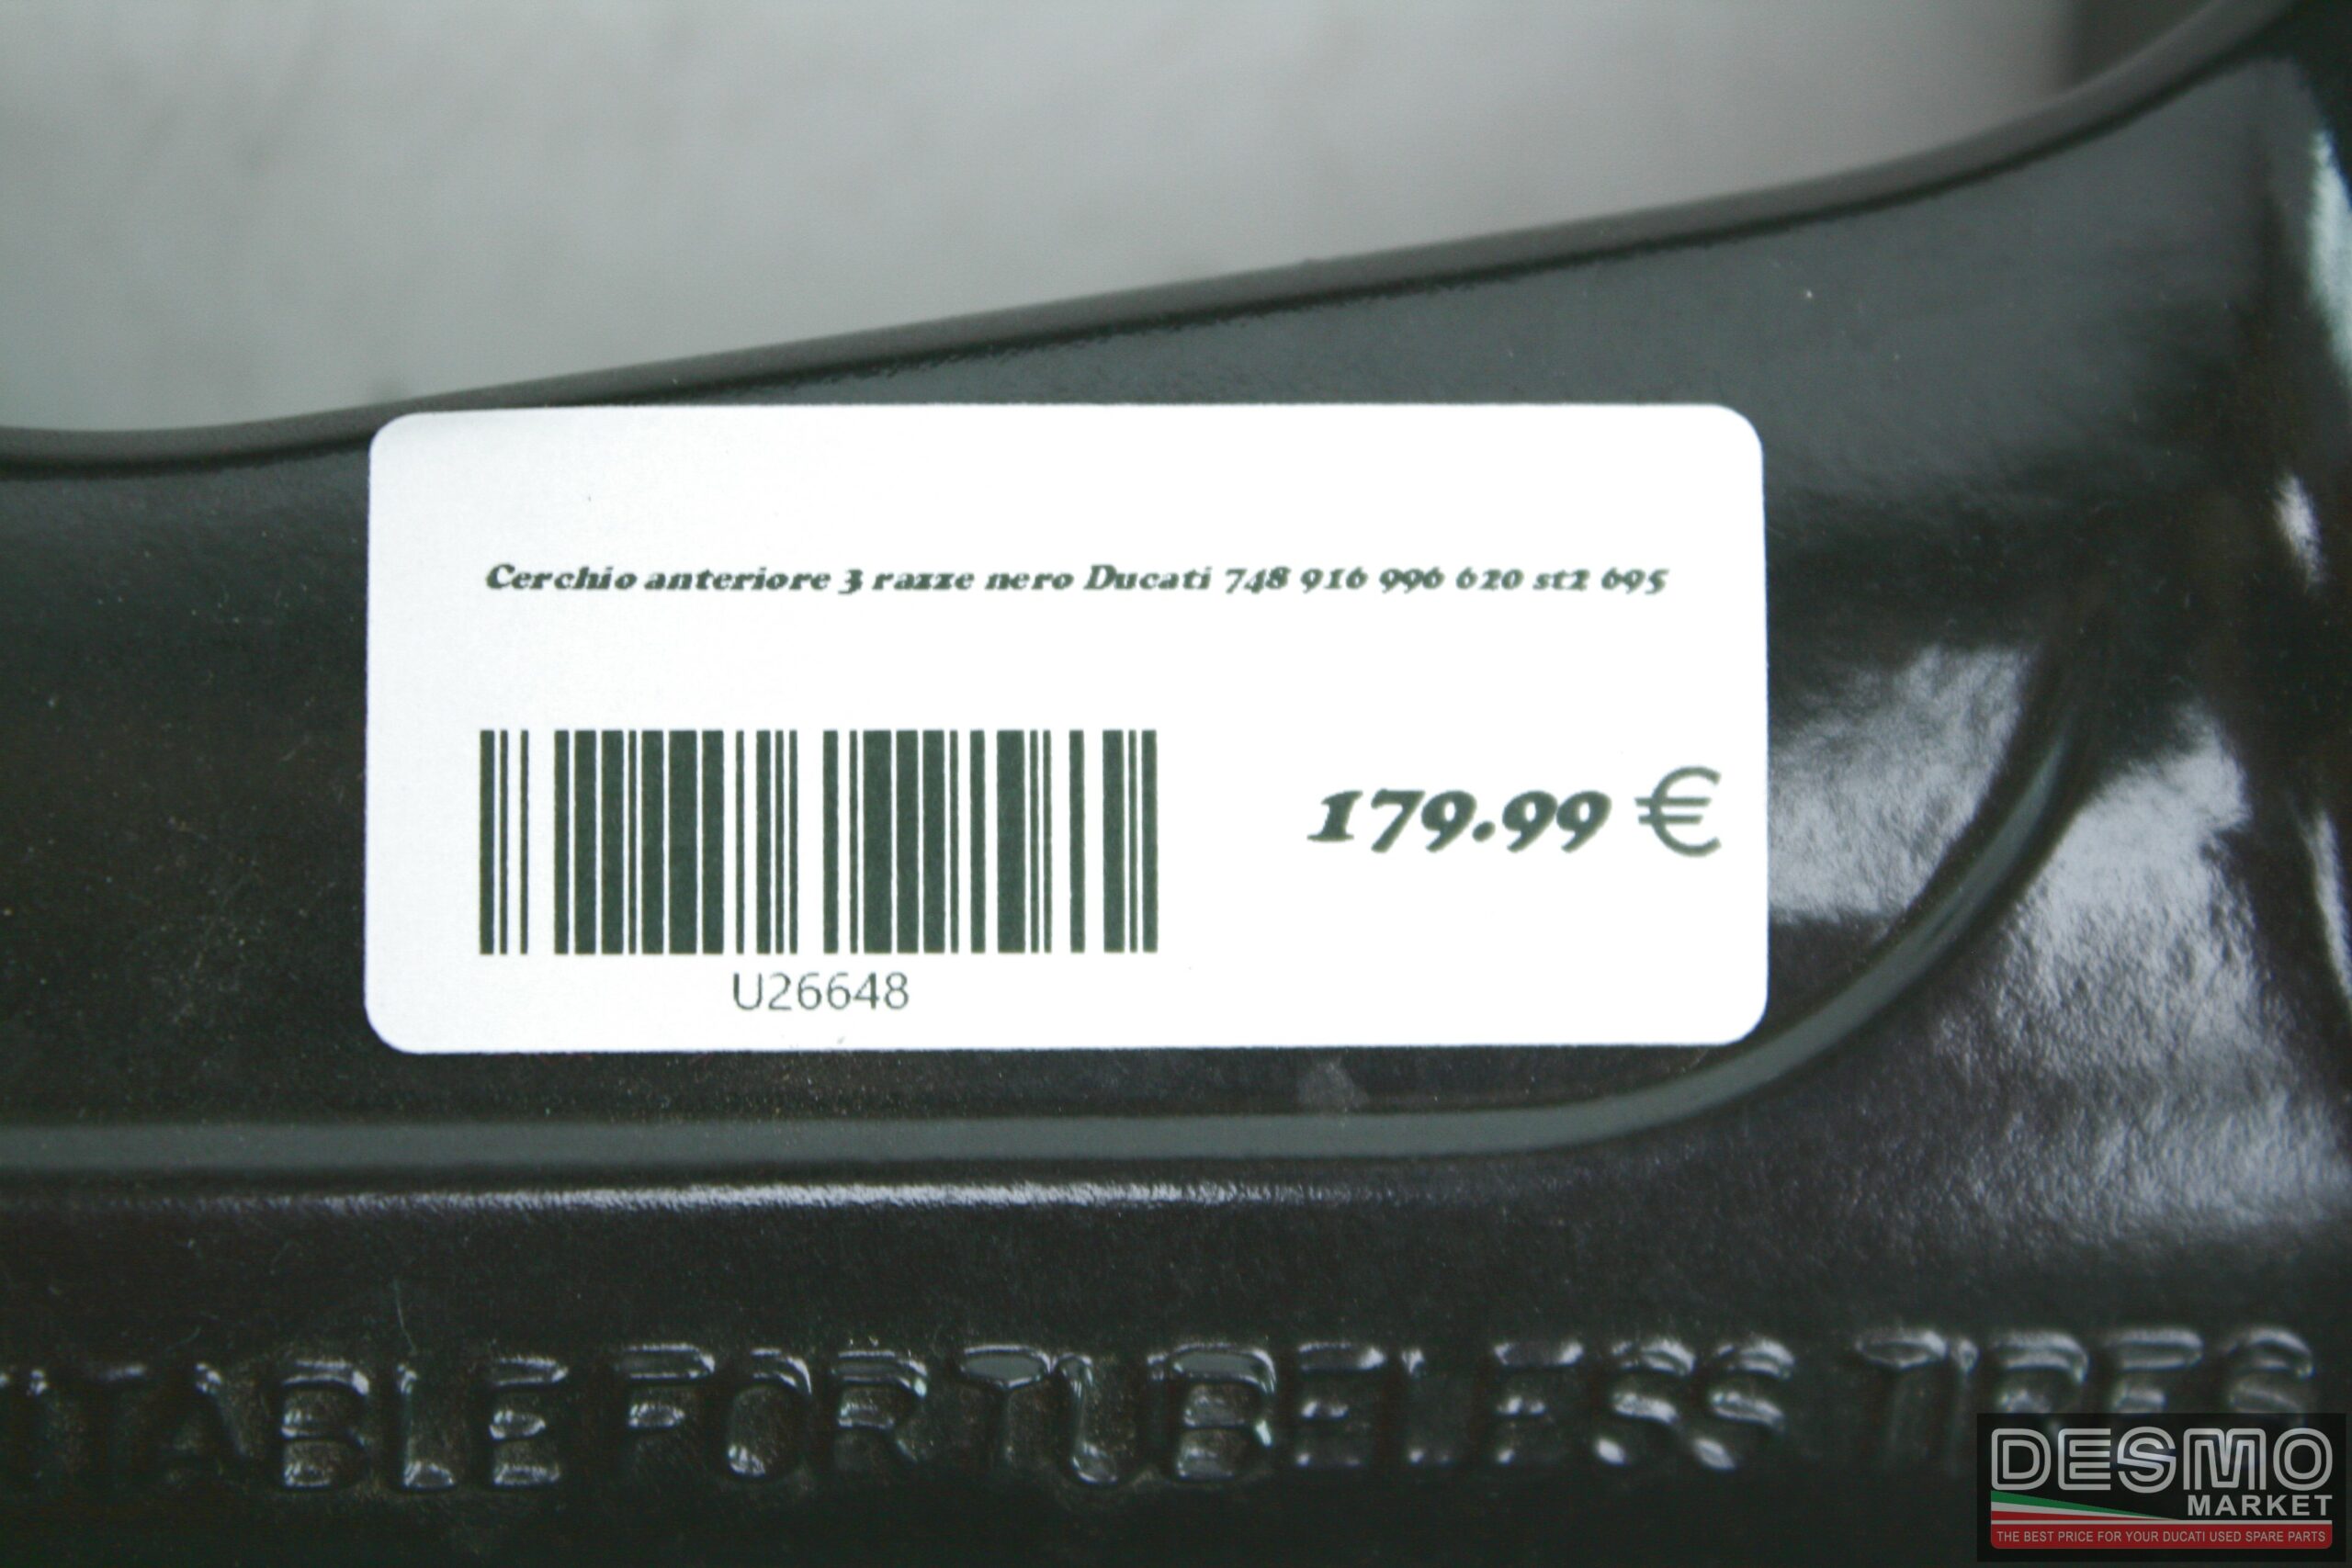 Cerchio anteriore 3 razze nero Ducati 748 916 996 620 st2 695
179.99 €
U26648
ITABLE FOR TUBELESS TIRES
DESMO
MARKET
THE BEST PRICE FOR YOUR DUCATI USED SPARE PARTS